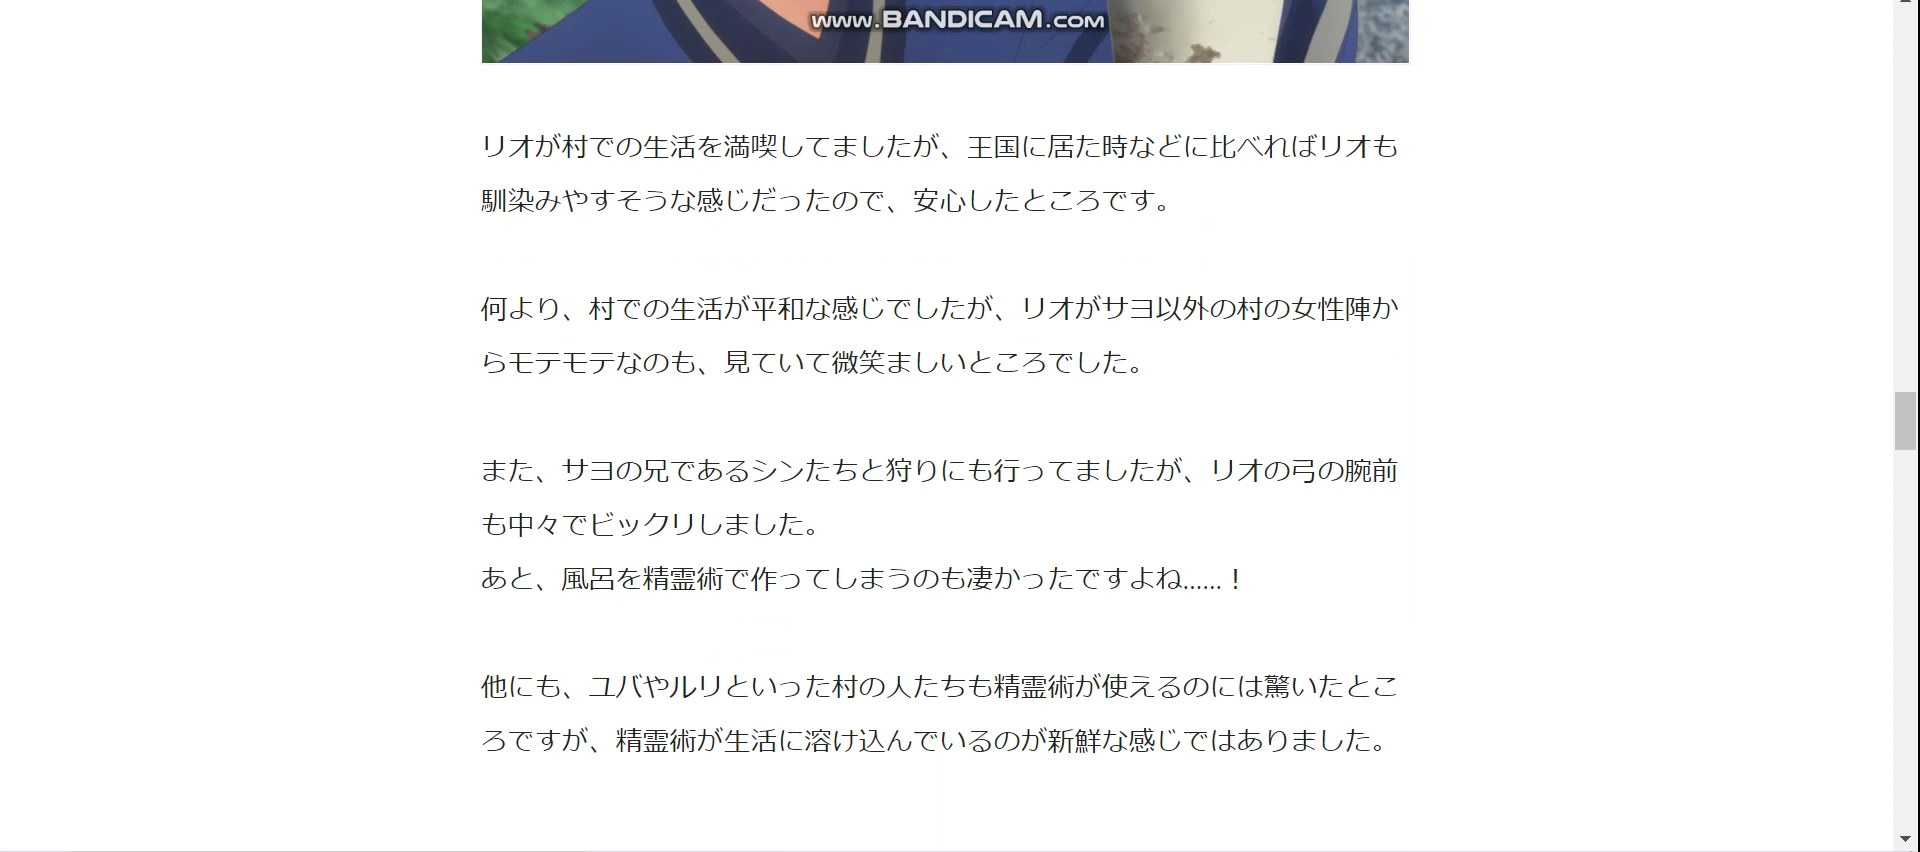 www.BANDICAM.com
リオが村での生活を満喫してましたが、王国に居た時などに比べればリオも
馴染みやすそうな感じだったので、安心したところです。
何より、村での生活が平和な感じでしたが、リオがサヨ以外の村の女性陣か
らモテモテなのも、見ていて微笑ましいところでした。
また、サヨの兄であるシンたちと狩りにも行ってましたが、リオの弓の腕前
も中々でビックリしました。
あと、風呂を精霊術で作ってしまうのも凄かったですよね……！
他にも、ユバやルリといった村の人たちも精霊術が使えるのには驚いたとこ
ろですが、精霊術が生活に溶け込んでいるのが新鮮な感じではありました。